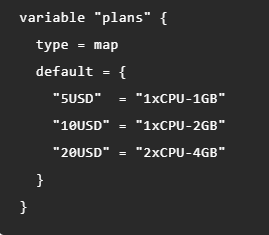 variable "plans" {
  type = map
  default = {
    "5USD"  = "1xCPU-1GB"
    "10USD" = "1xCPU-2GB"
    "20USD" = "2xCPU-4GB"
  }
}